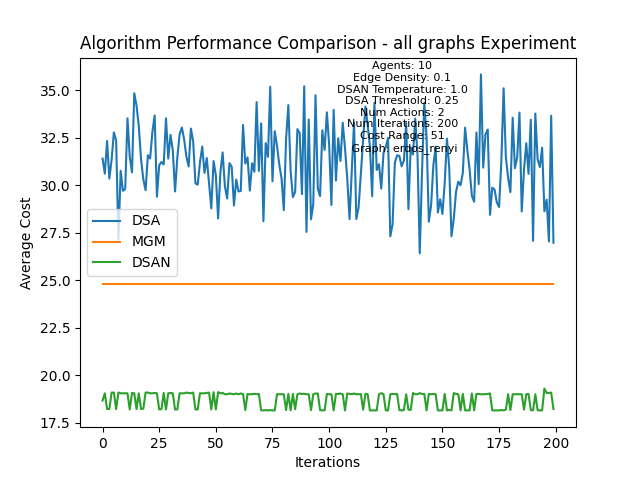 Algorithm Performance Comparison - all graphs Experiment
Agents: 10
Edge Density: 0.1
DSAN Temperature: 1.0
DSA Threshold: 0.25
Num Actions: 2
Num Iterations: 200
Cost Range: 51
Graph: erdos_renyi
35.0
32.5
30.0
27.5
25.0
22.5
20.0
17.5
Average Cost
DSA
MGM
DSAN
0 25 50 75 100 125 150 175 200
Iterations